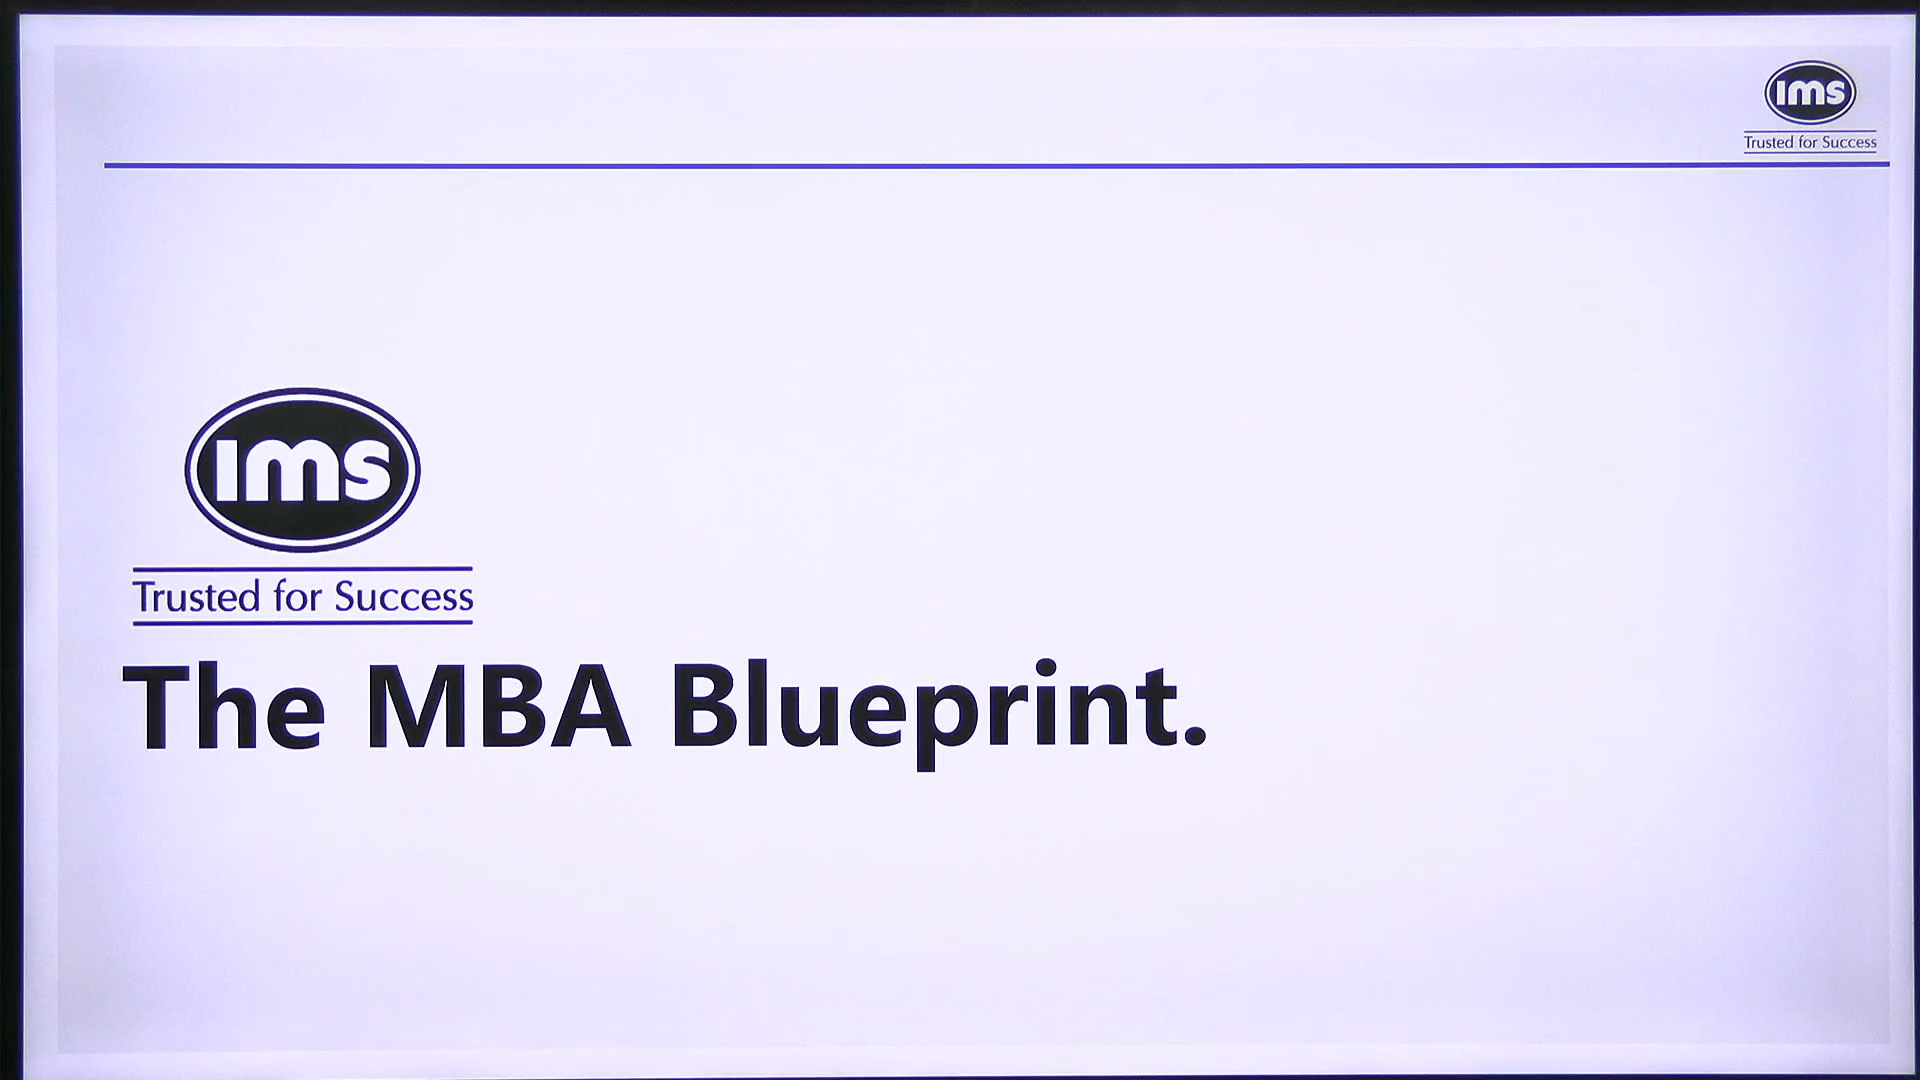 ims
Trusted for Success
ims
Trusted for Success
The MBA Blueprint.